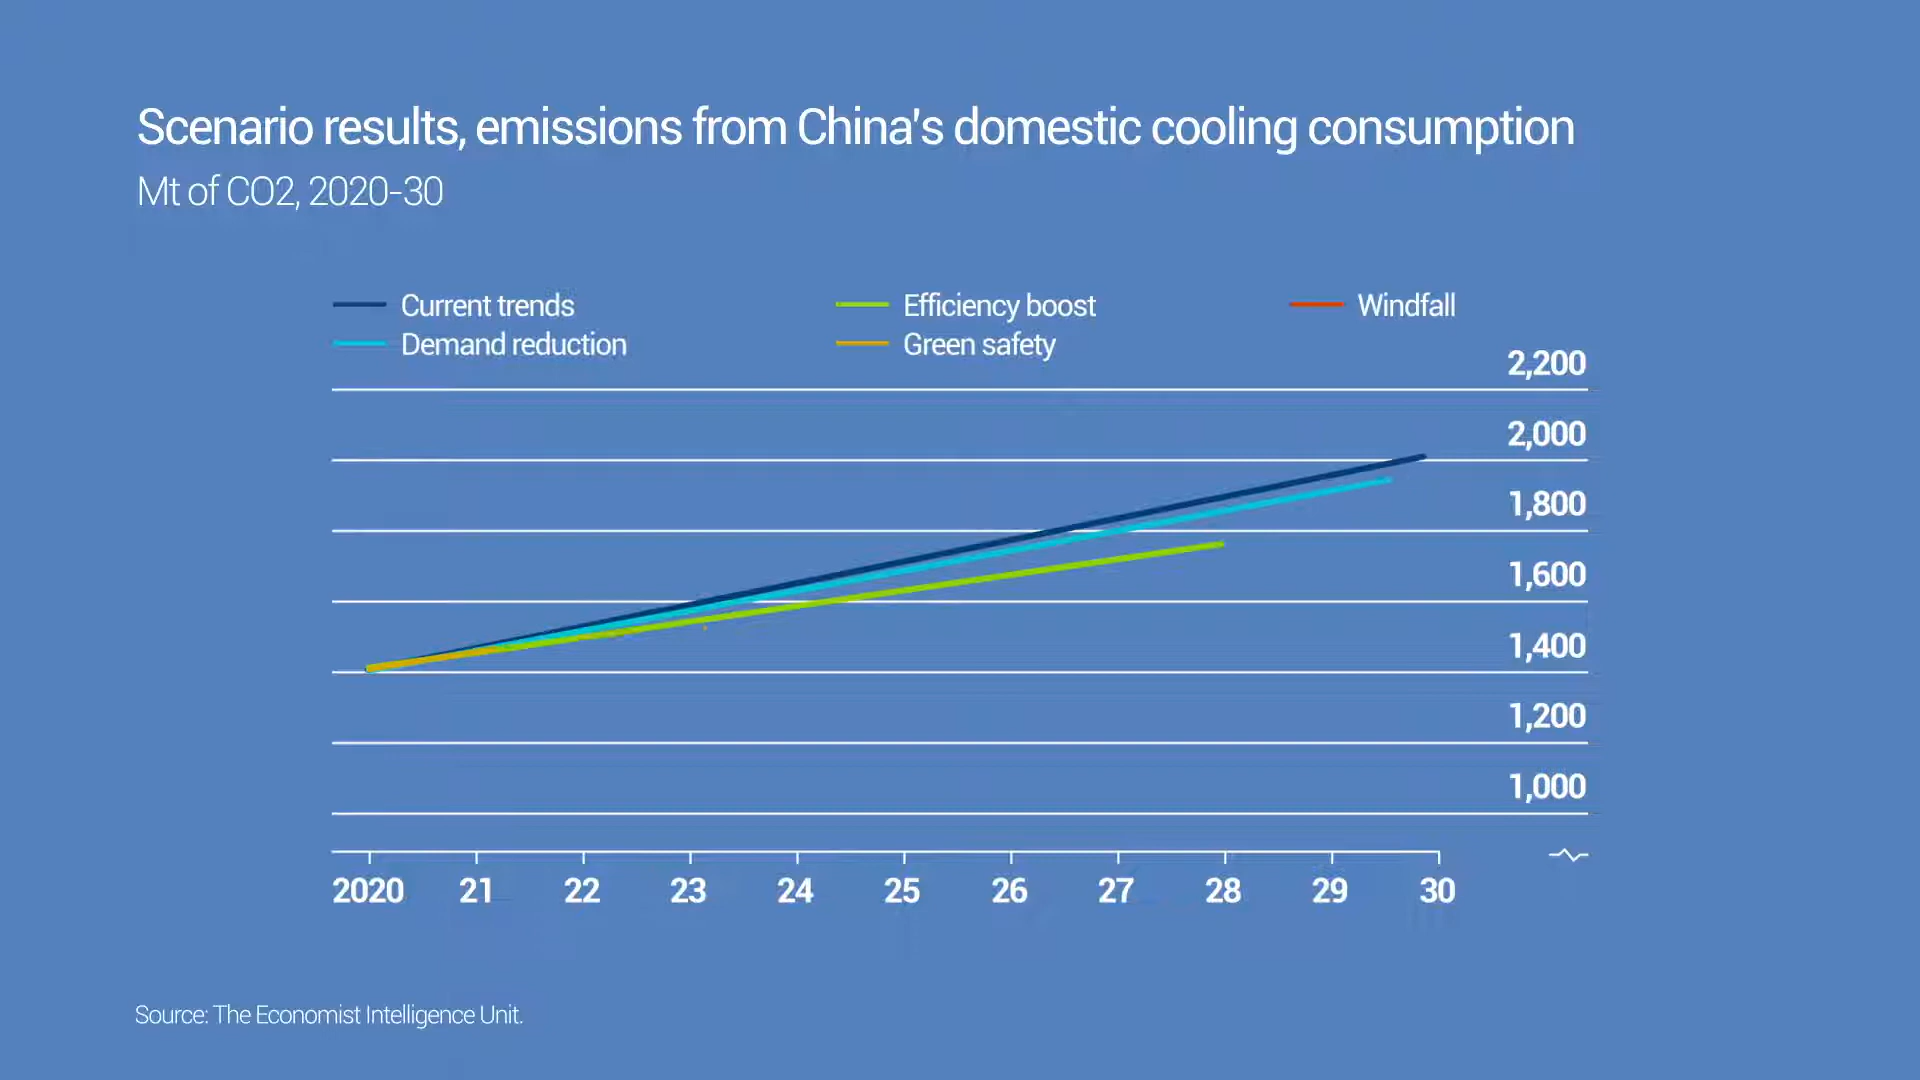 Scenario results, emissions from China's domestic cooling consumption
Mt of CO2, 2020-30
Current trends
Efficiency boost
Windfall
Demand reduction
Green safety
2,200
2,000
1,800
1,600
1,400
1,200
1,000
2020 21 22 23 24 25 26 27 28 29 30
Source: The Economist Intelligence Unit.